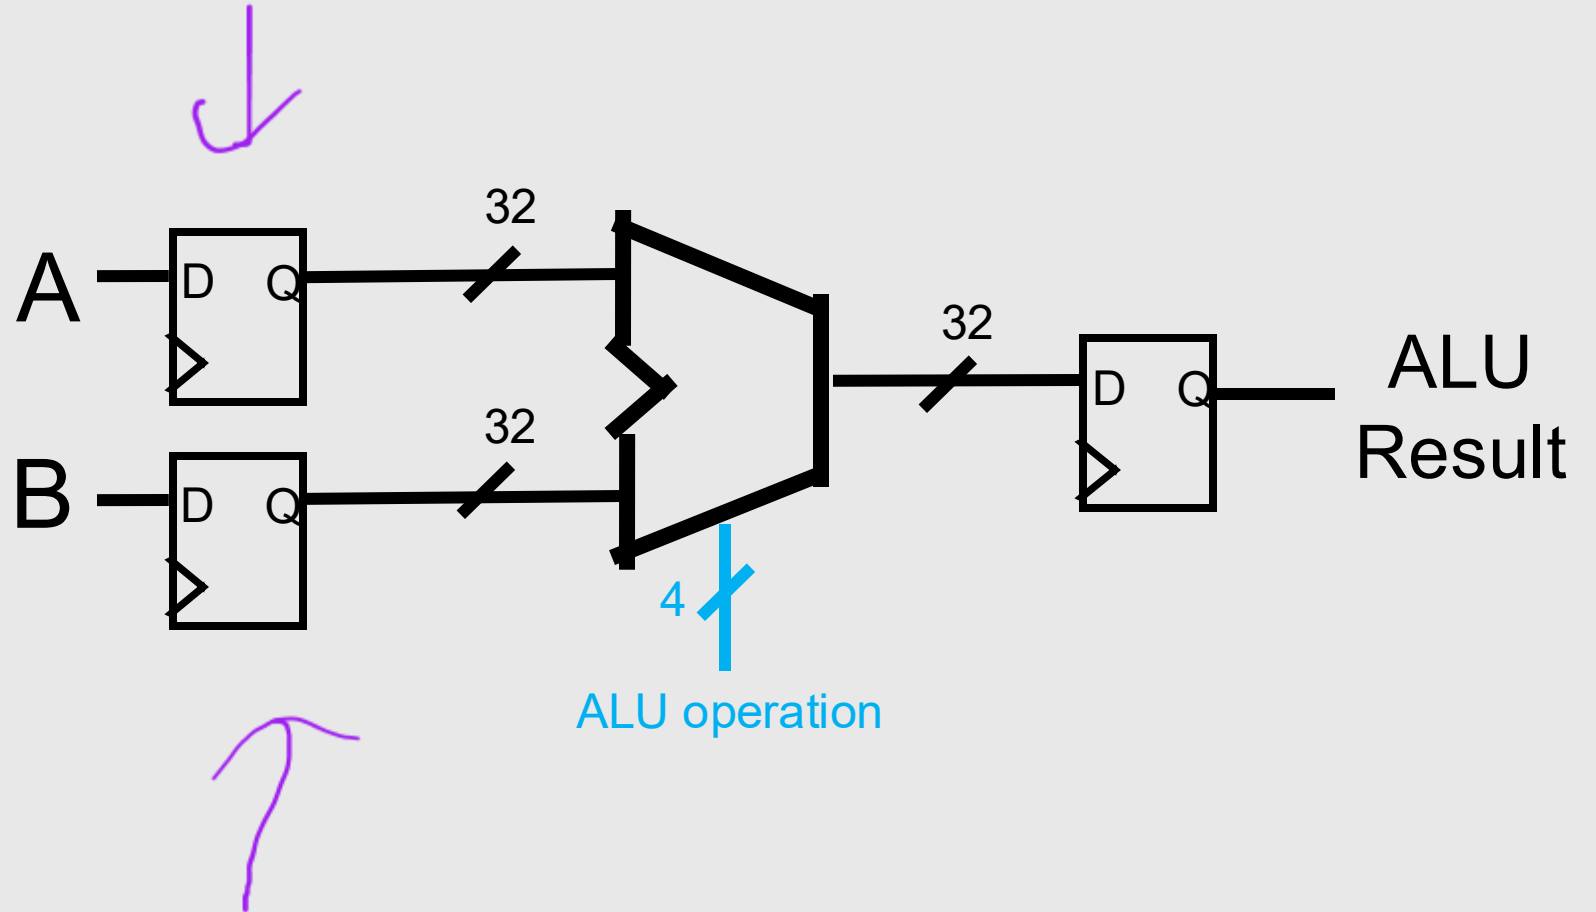 32
A
D Q
32
32
B
D Q
D Q
ALU
Result
4
ALU operation